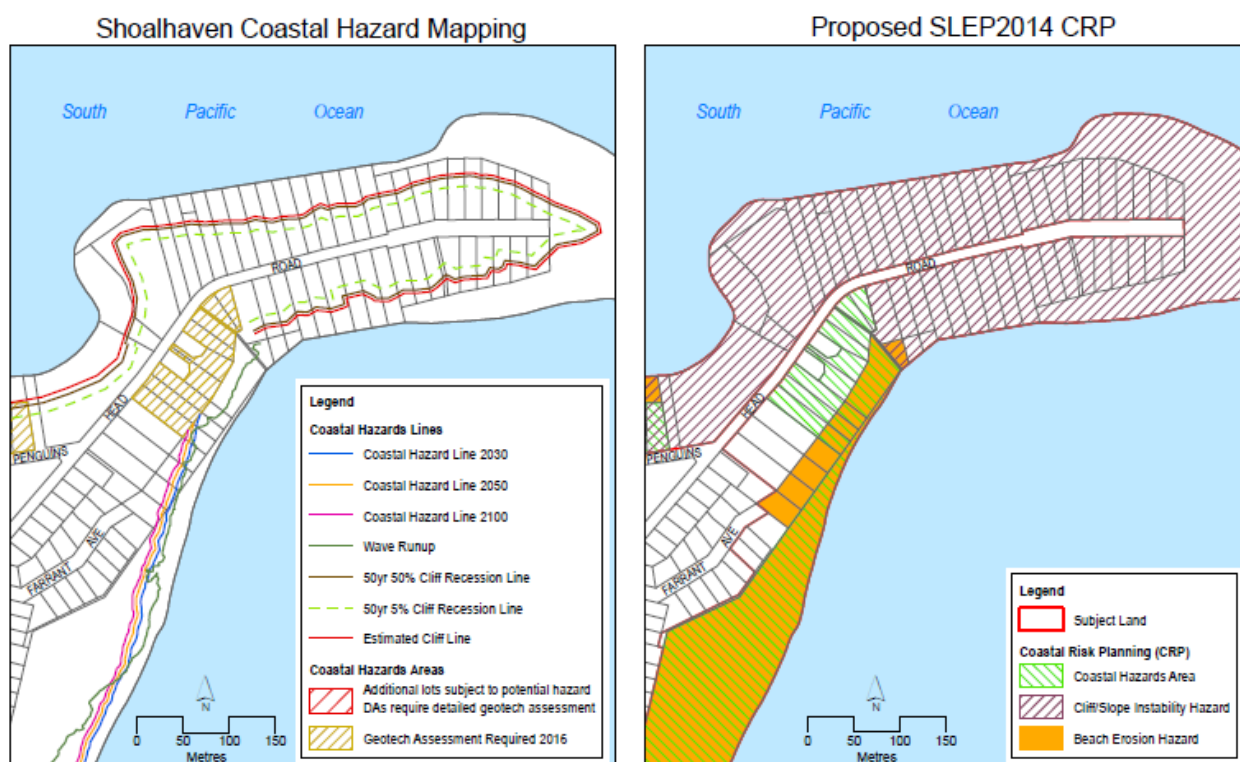 Shoalhaven Coastal Hazard Mapping
South Pacific Ocean
ROAD
HEAD
PENGUINS
FARRANT AVE
Legend
Coastal Hazards Lines
Coastal Hazard Line 2030
Coastal Hazard Line 2050
Coastal Hazard Line 2100
Wave Runup
50yr 50% Cliff Recession Line
50yr 5% Cliff Recession Line
Estimated Cliff Line
Coastal Hazards Areas
Additional lots subject to potential hazard
DAs require detailed geotech assessment
Geotech Assessment Required 2016
N
0 50 100 150
Metres
Proposed SLEP2014 CRP
South Pacific Ocean
ROAD
HEAD
PENGUINS
FARRANT AVE
N
0 50 100 150
Metres
Legend
Subject Land
Coastal Risk Planning (CRP)
Coastal Hazards Area
Cliff/Slope Instability Hazard
Beach Erosion Hazard